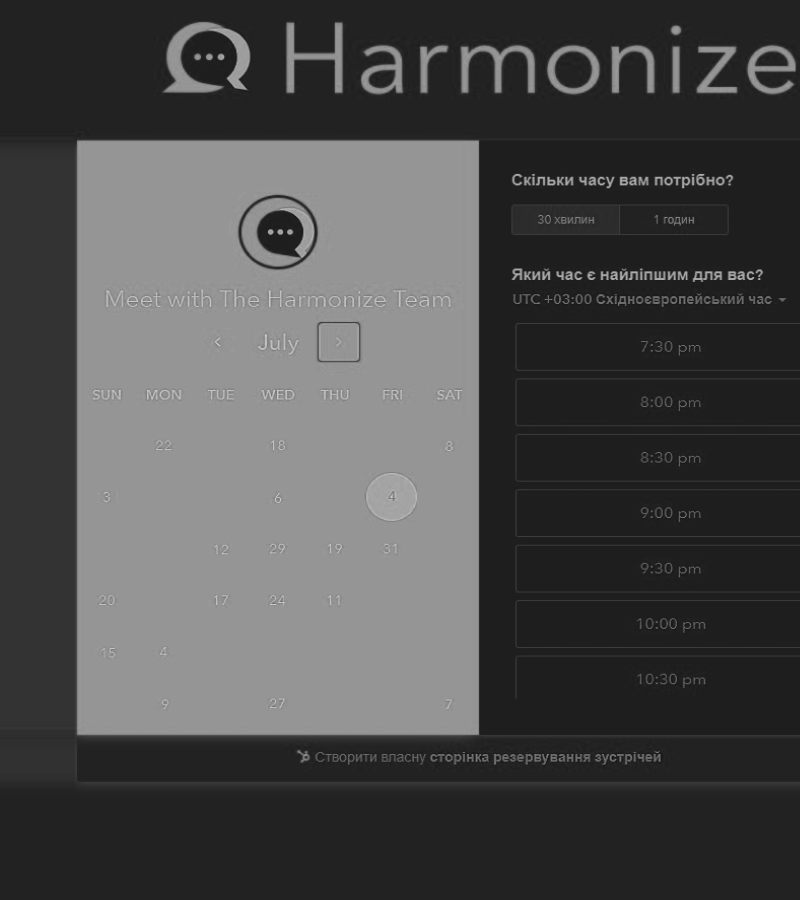 Harmonize
Meet with The Harmonize Team
July
SUN MON TUE WED THU FRI SAT
22 18 8
3 6 4
12 29 19 31
20 17 24 11
15 4
9 27 7
Скільки часу вам потрібно?
30 хвилин 1 годин
Який час є найліпшим для вас?
UTC +03:00 Східноєвропейський час
7:30 pm
8:00 pm
8:30 pm
9:00 pm
9:30 pm
10:00 pm
10:30 pm
Створити власну сторінка резервування зустрічей